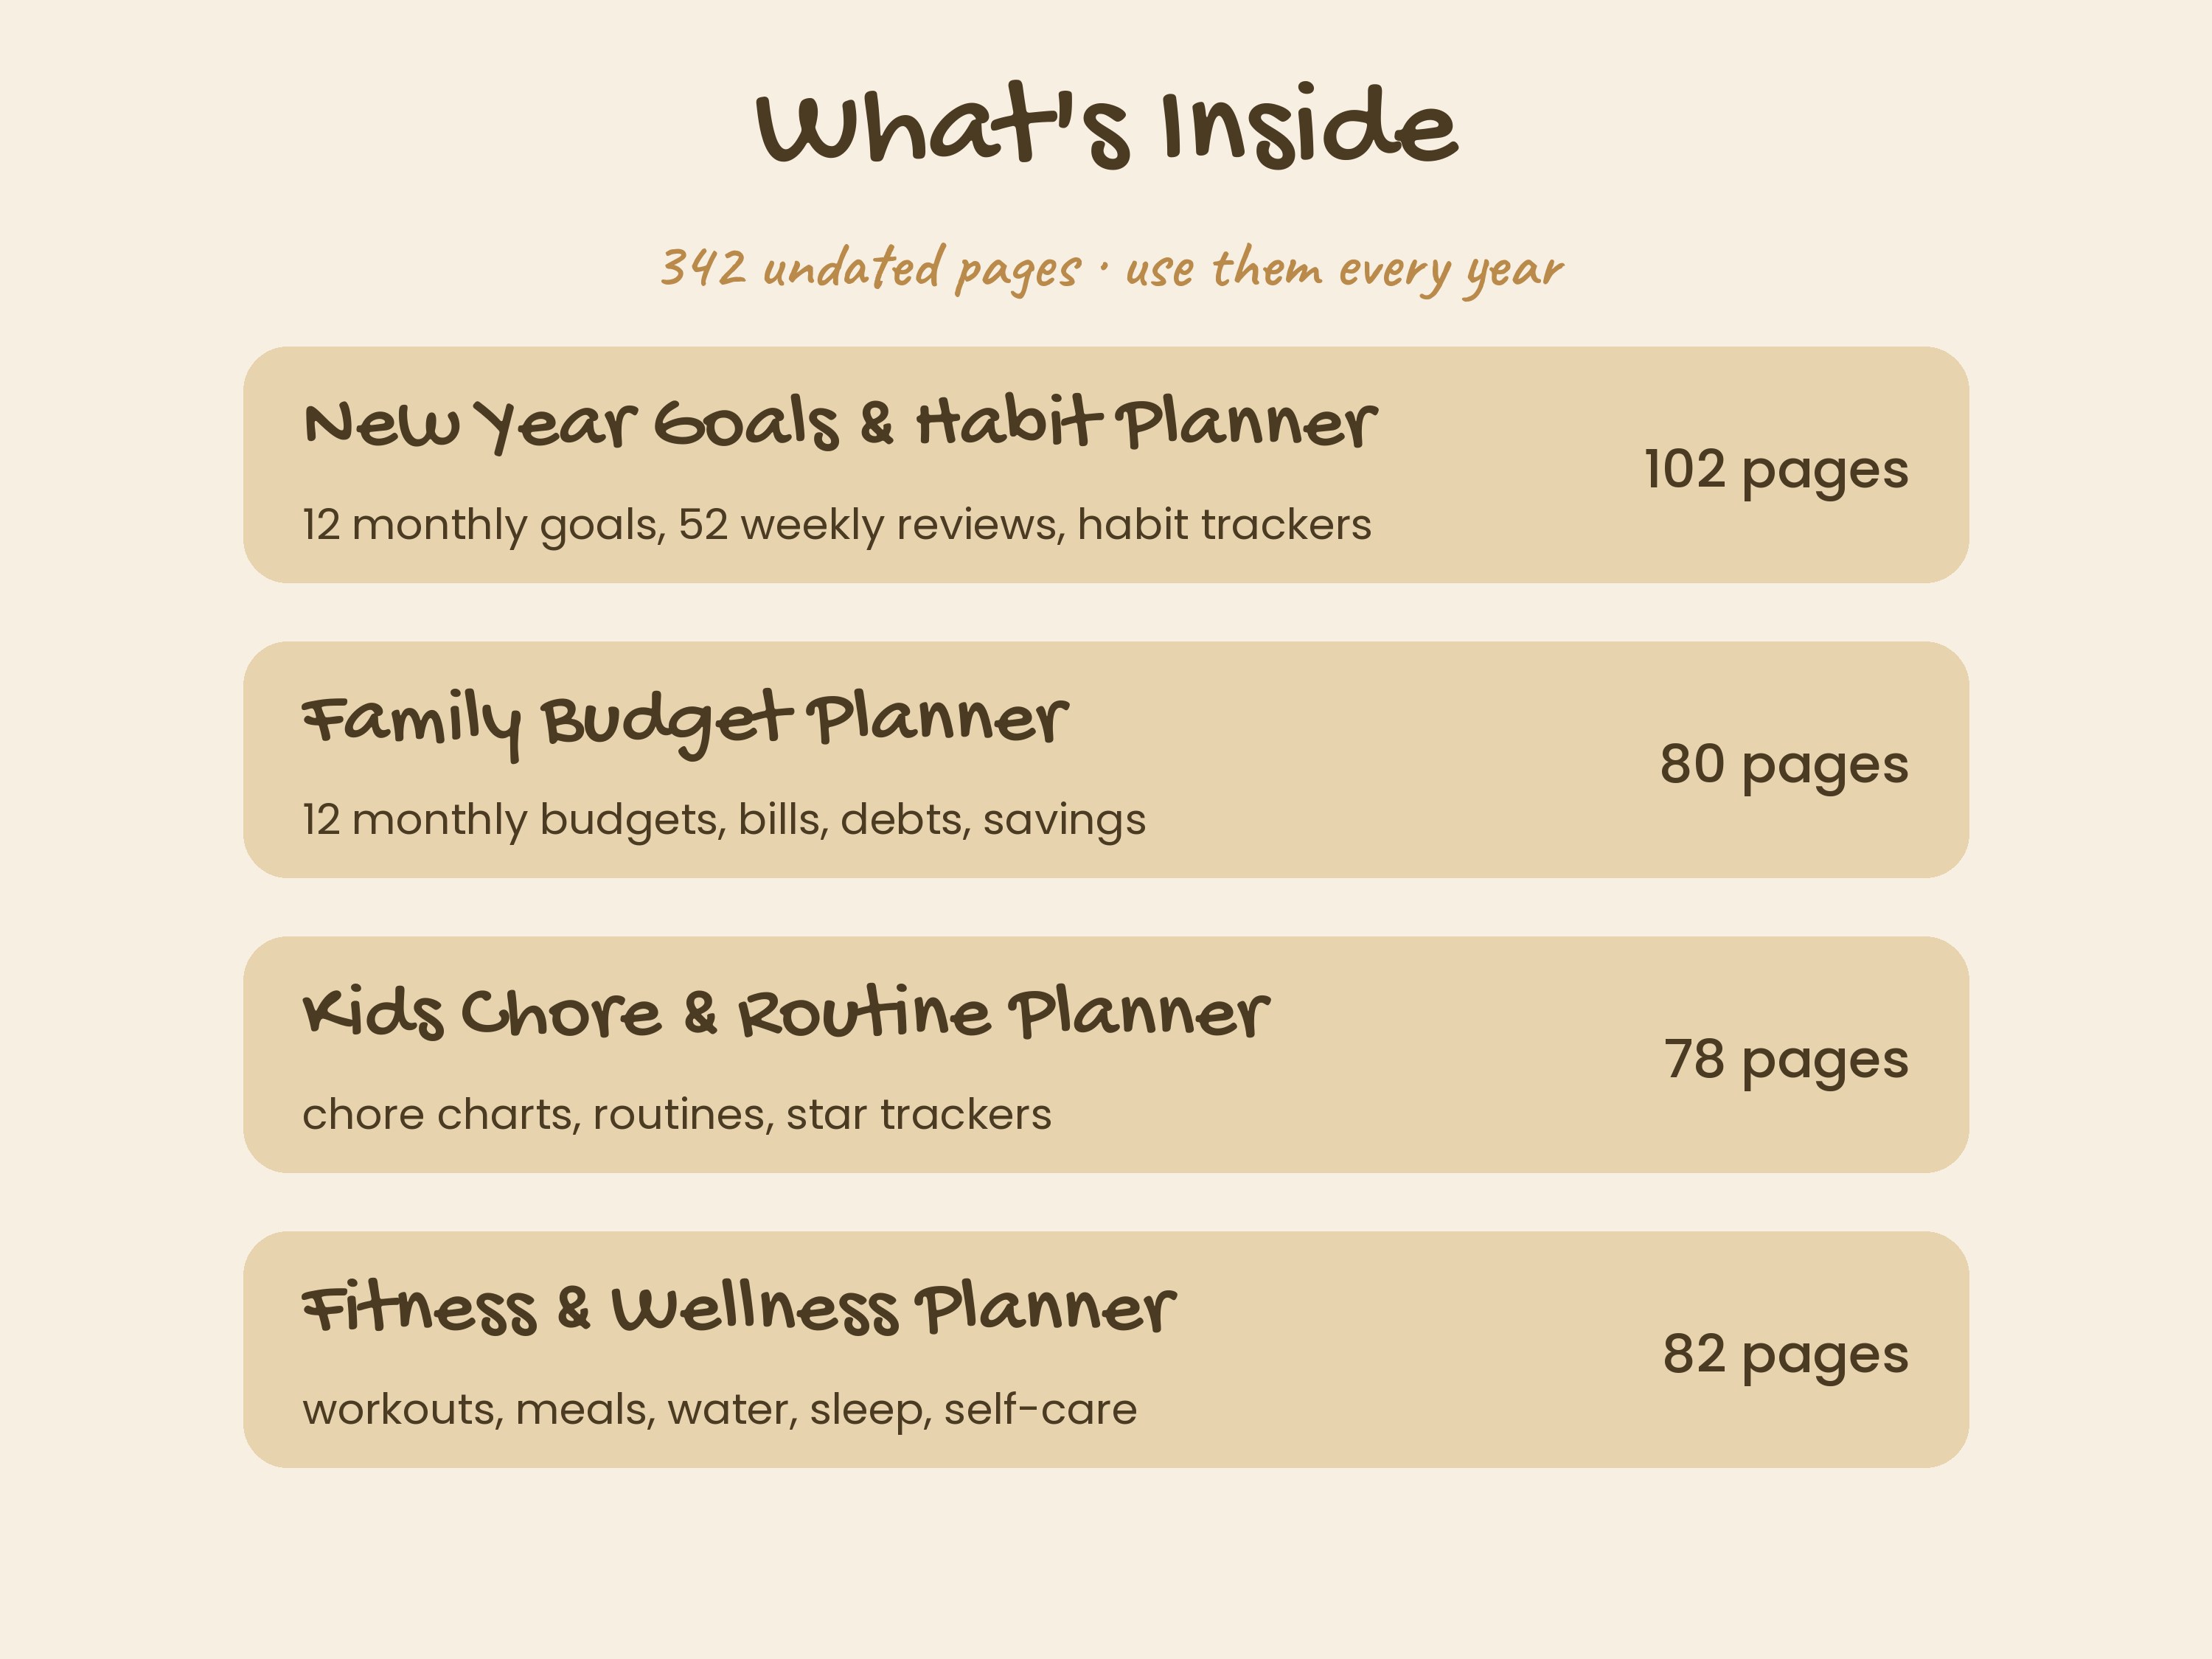 What's Inside
342 undated pages · use them every year
New Year Goals & Habit Planner
102 pages
12 monthly goals, 52 weekly reviews, habit trackers
Family Budget Planner
80 pages
12 monthly budgets, bills, debts, savings
Kids Chore & Routine Planner
78 pages
chore charts, routines, star trackers
Fitness & Wellness Planner
82 pages
workouts, meals, water, sleep, self-care